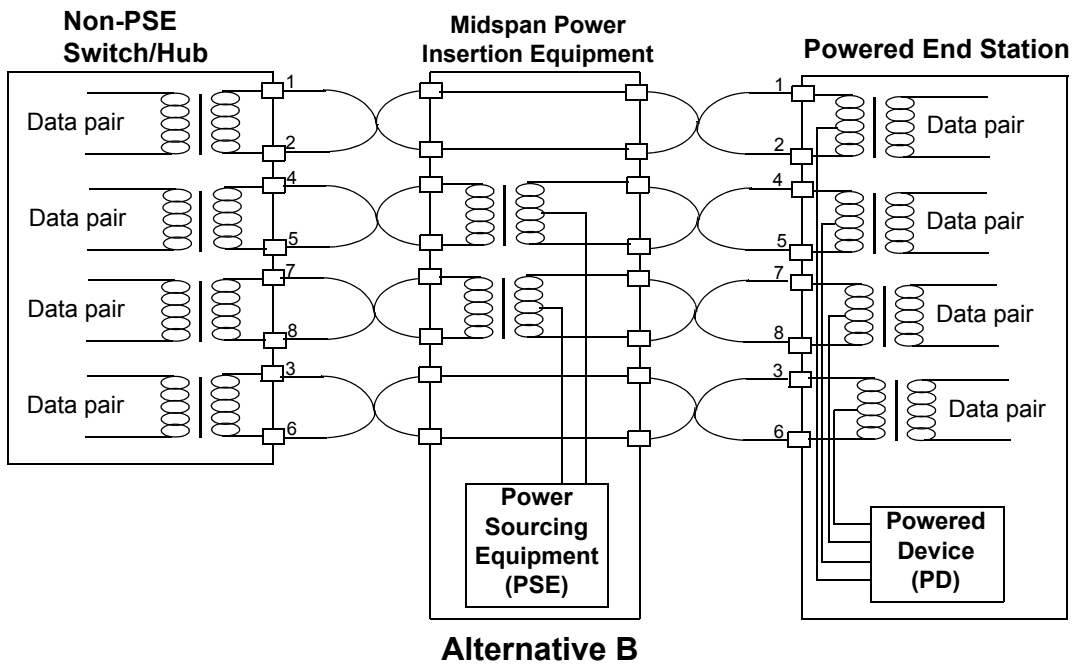 Non-PSE
Switch/Hub
Midspan Power
Insertion Equipment
Powered End Station
Data pair
1
2
1
2
Data pair
Data pair
4
5
4
5
Data pair
Data pair
7
8
7
8
Data pair
Data pair
3
6
3
6
Data pair
Power
Sourcing
Equipment
(PSE)
Powered
Device
(PD)
Alternative B